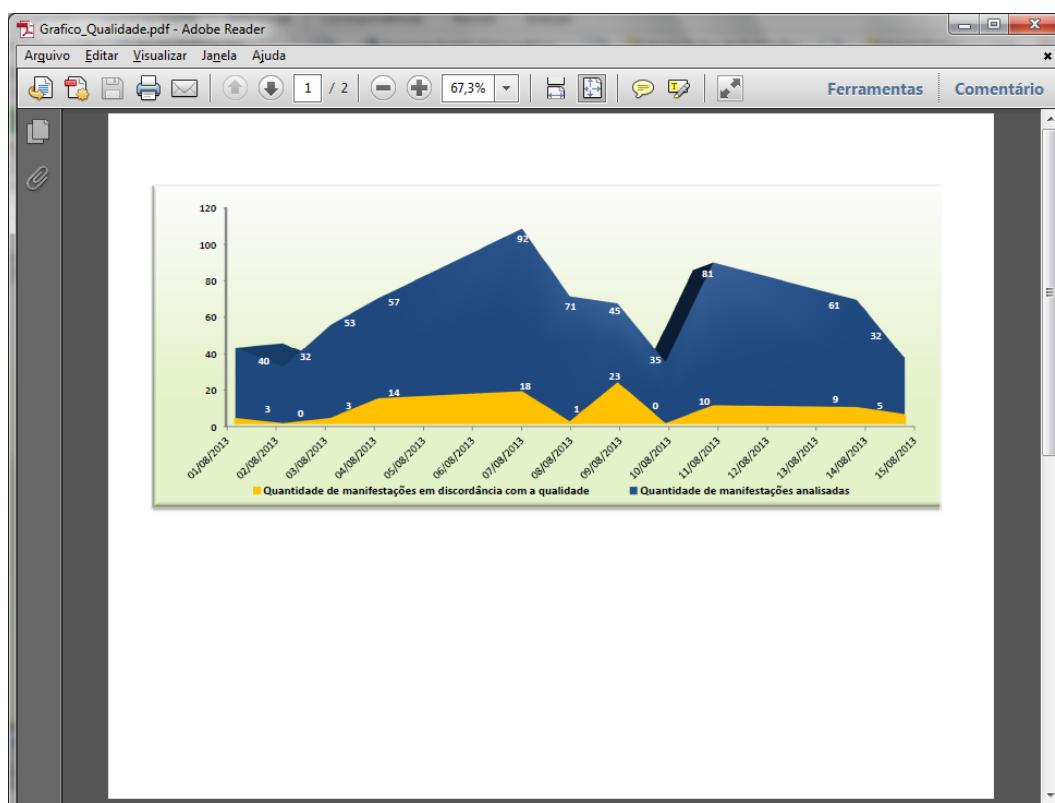 Grafico_Qualidade.pdf - Adobe Reader
Arquivo Editar Visualizar Janela Ajuda
1 / 2 67,3% Ferramentas Comentário
120
100
80
60
40
20
0
92
81
71
61
57
53
45
40 32 35 32
23
14 18
3 0 3 1 0 10 9 5
01/08/2013 02/08/2013 03/08/2013 04/08/2013 05/08/2013 06/08/2013 07/08/2013 08/08/2013 09/08/2013 10/08/2013 11/08/2013 12/08/2013 13/08/2013 14/08/2013 15/08/2013
Quantidade de manifestações em discordância com a qualidade Quantidade de manifestações analisadas